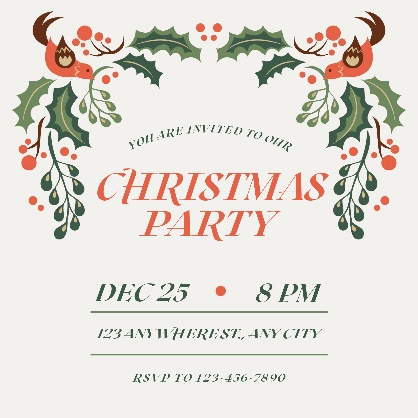 YOU ARE INVITED TO OUR
CHRISTMAS
PARTY
DEC 25 • 8 PM
123 ANYWHERE ST., ANY CITY
RSVP TO 123-456-7890